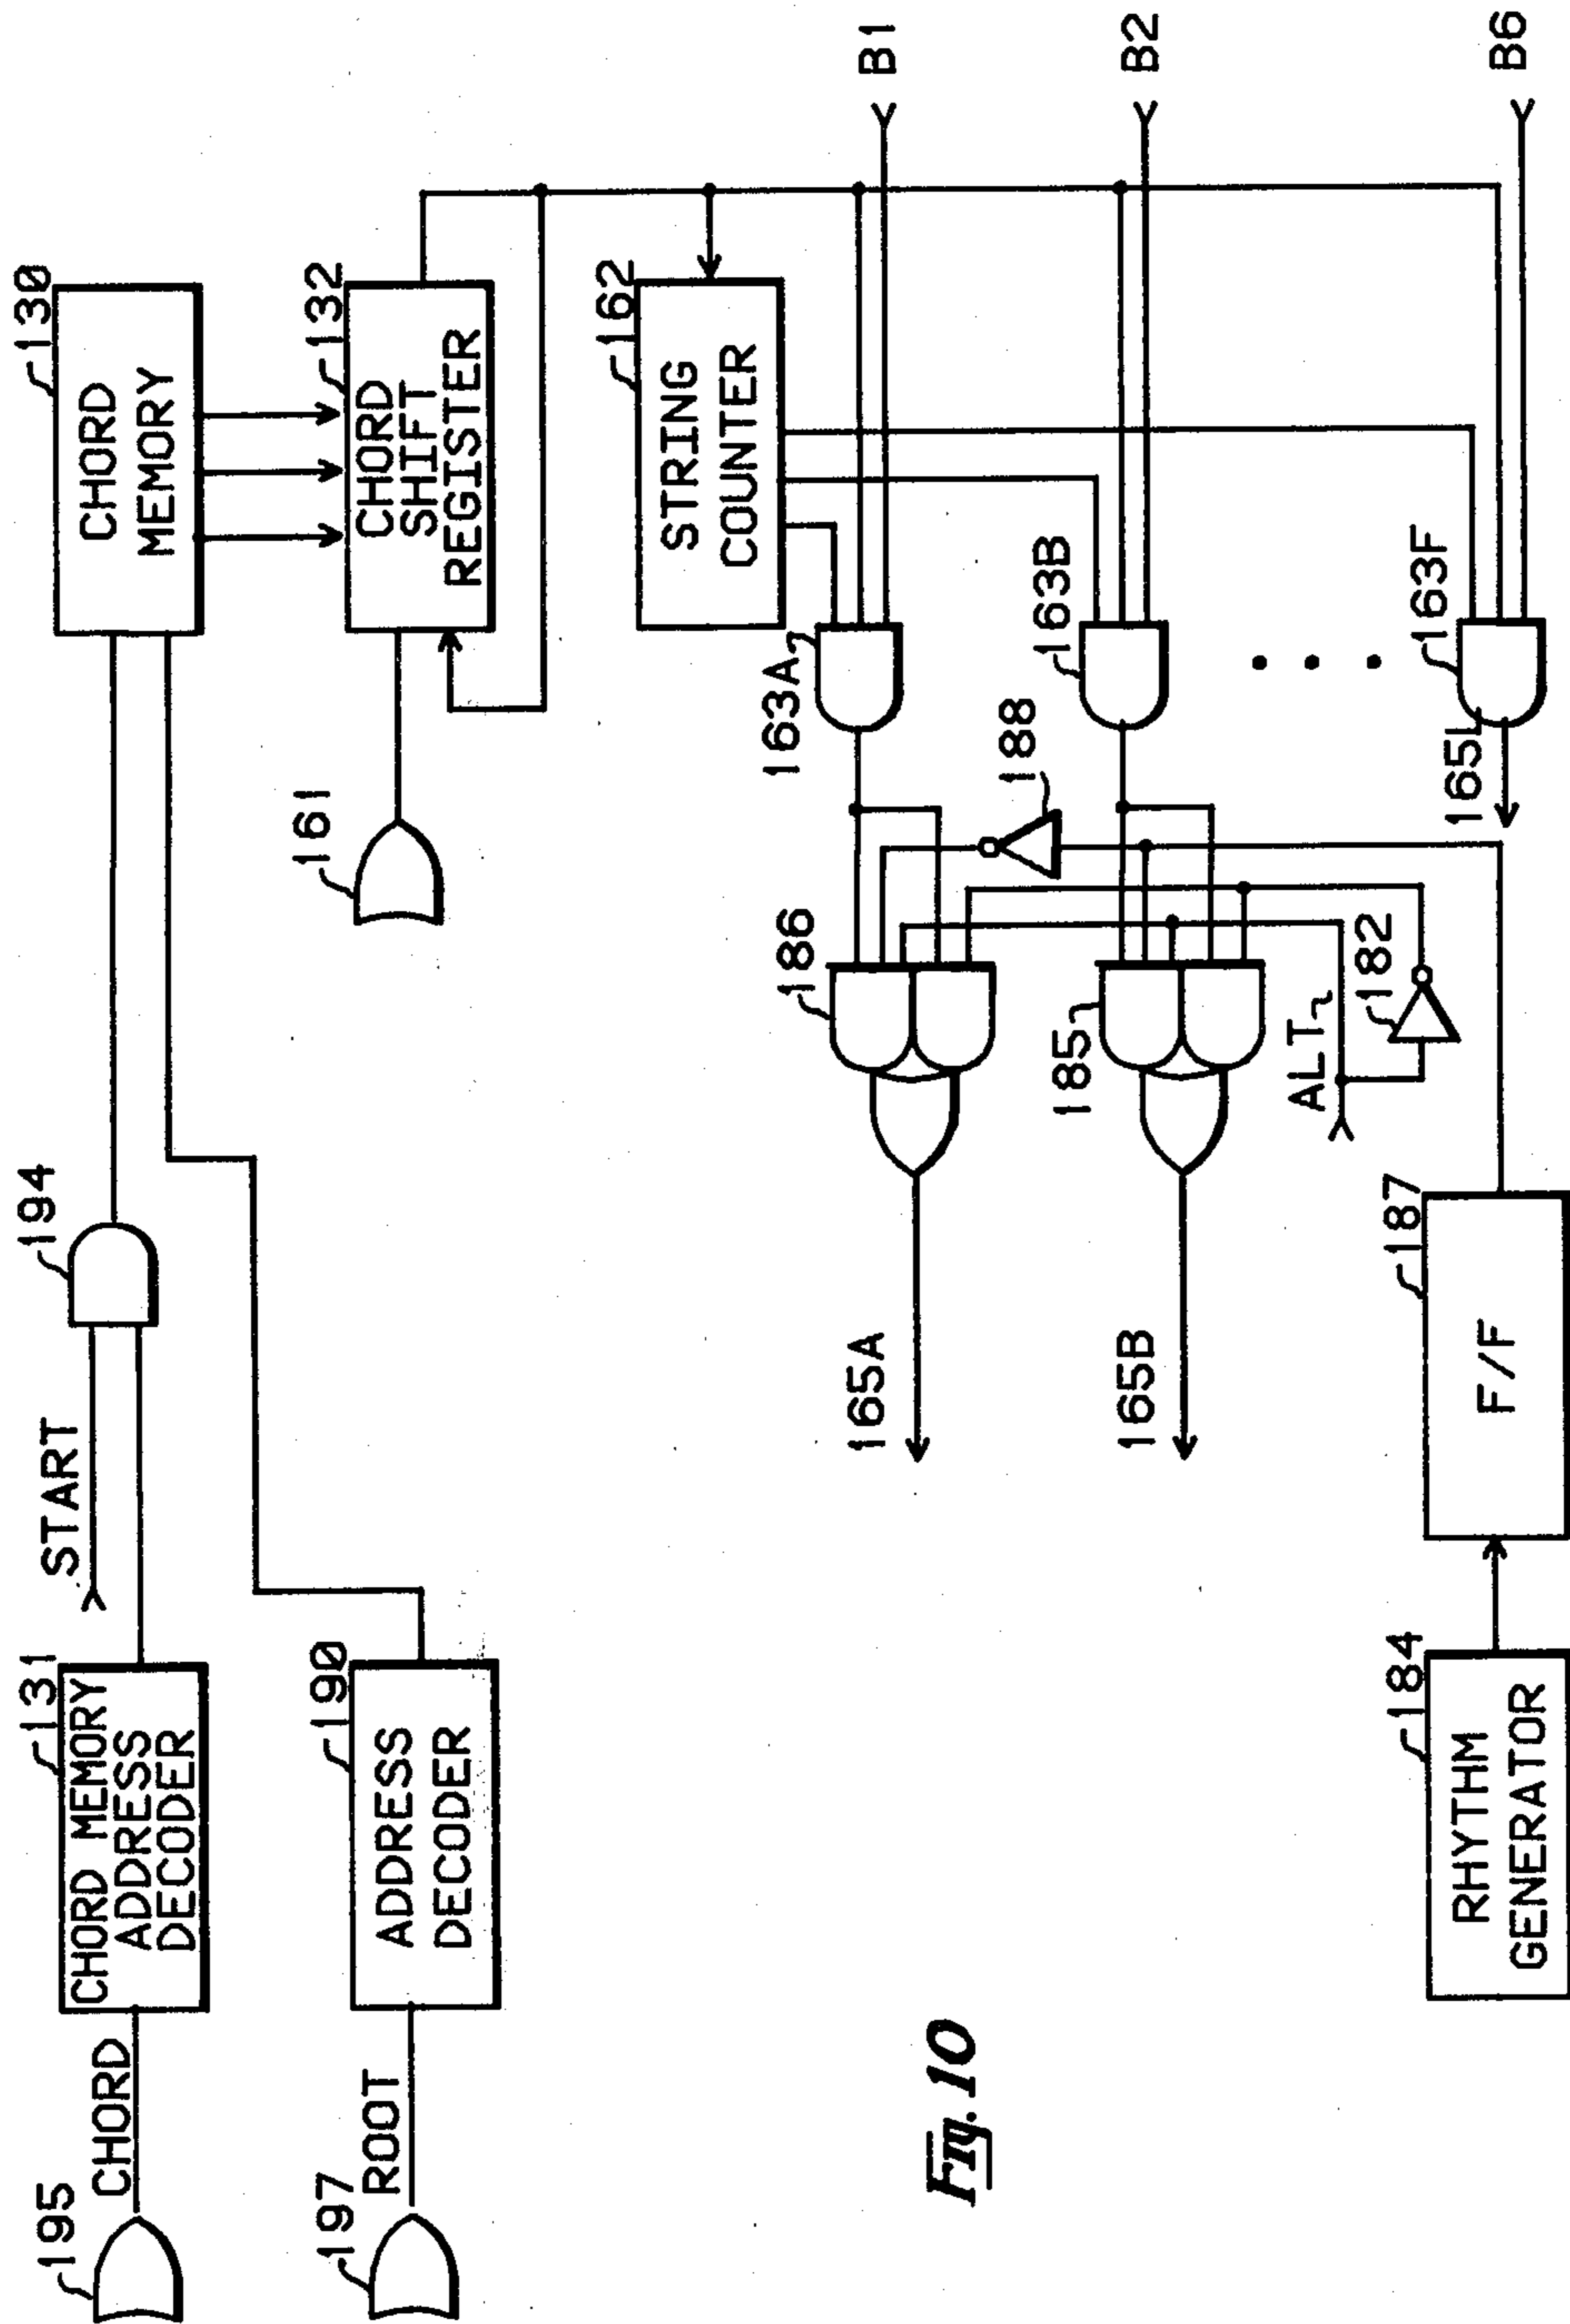 195
CHORD
131
CHORD MEMORY
ADDRESS
DECODER
START
194
130
CHORD
MEMORY
197
ROOT
190
ADDRESS
DECODER
161
132
CHORD
SHIFT
REGISTER
162
STRING
COUNTER
163A
B1
186
188
165A
163B
B2
185
165B
ALT
182
163F
165L
B6
184
RHYTHM
GENERATOR
187
F/F
Fig. 10